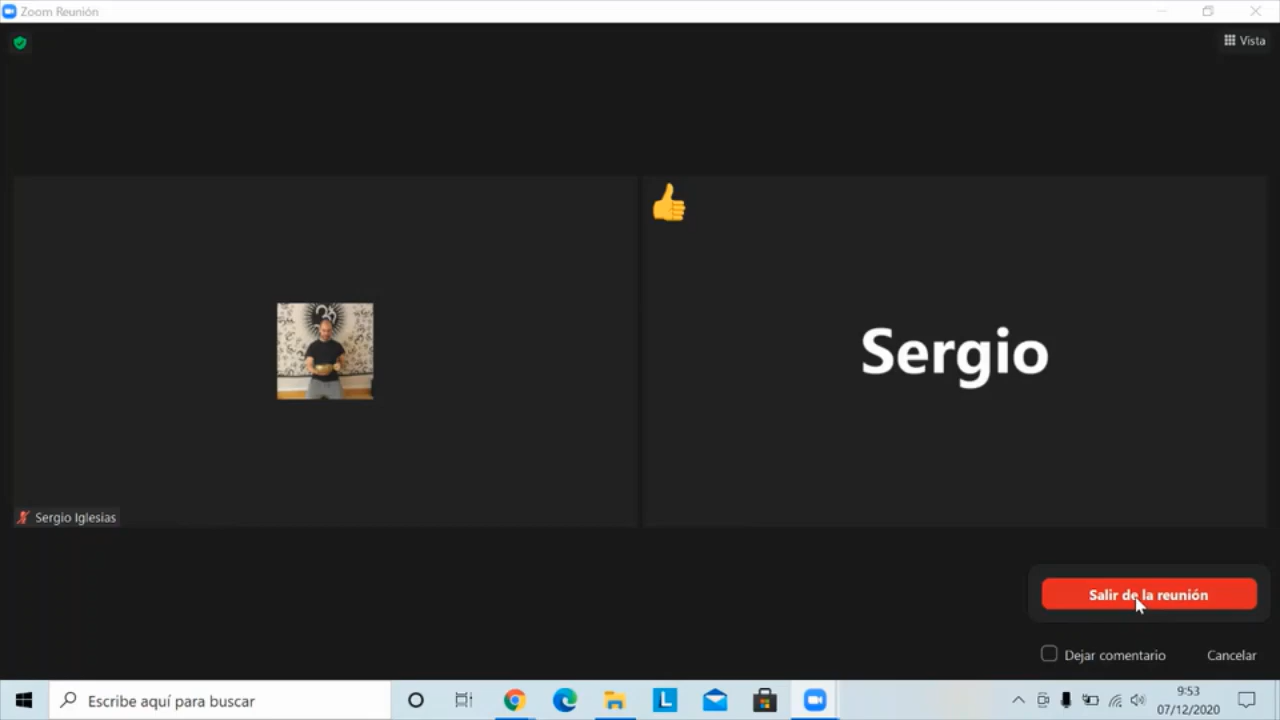 Zoom Reunión
Vista
Sergio
Sergio Iglesias
Salir de la reunión
Dejar comentario
Cancelar
Escribe aquí para buscar
L
9:53
07/12/2020